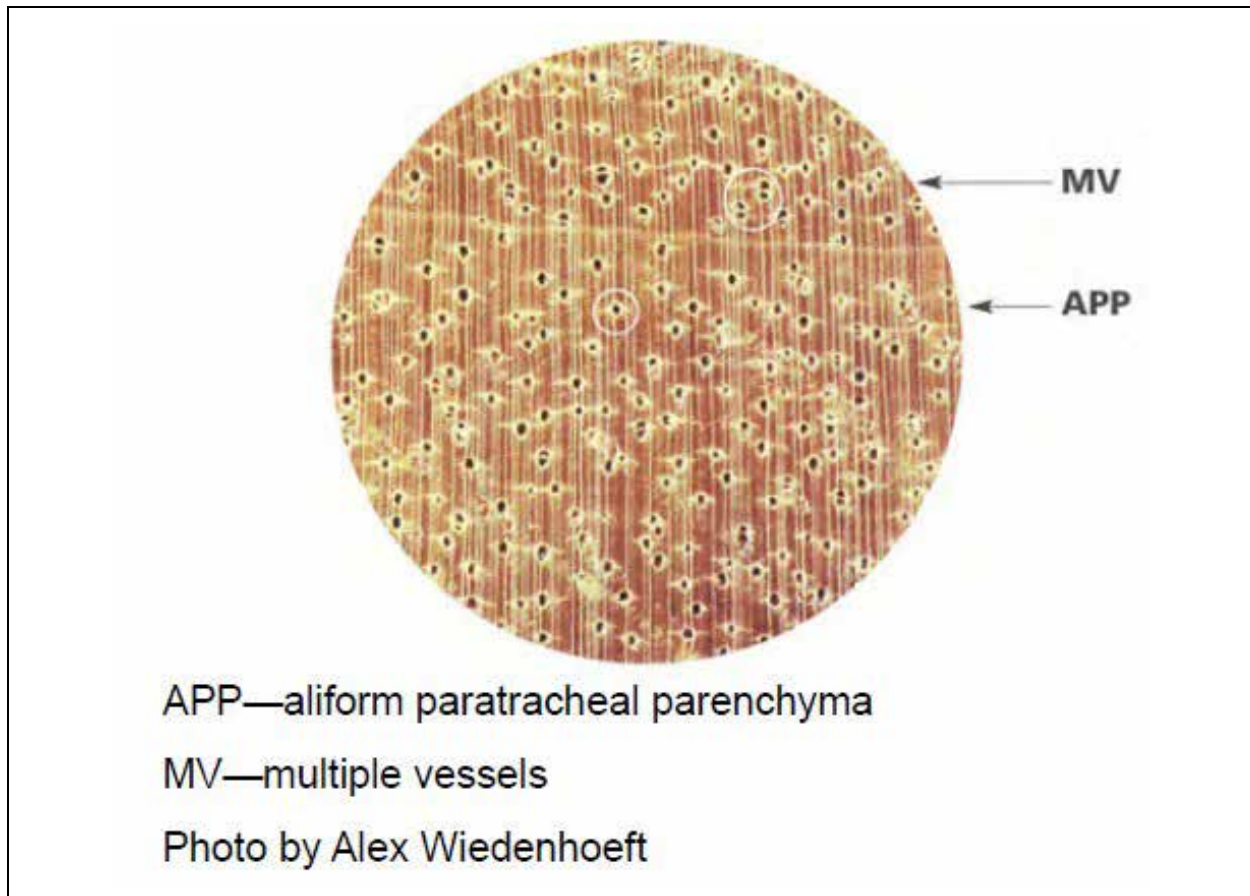 MV
APP
APP—aliform paratracheal parenchyma
MV—multiple vessels
Photo by Alex Wiedenhoeft